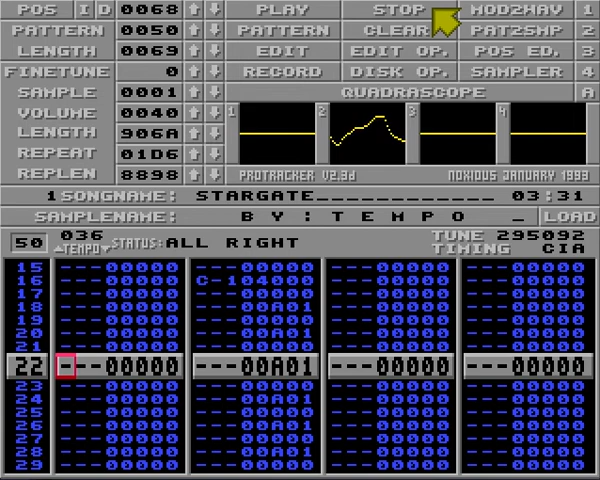 POS I D 0068 PLAY STOP MOD2WAV 1
PATTERN 0050 PATTERN CLEAR PAT2SMP 2
LENGTH 0069 EDIT EDIT OP. POS ED. 3
FINETUNE 0 RECORD DISK OP. SAMPLER 4
SAMPLE 0001 QUADRASCOPE A
VOLUME 0040 1 2 3 4
LENGTH 906A
REPEAT 01D6
REPLEN 8898 PROTRACKER V2.3d NOXIOUS JANUARY 1993
1 SONGNAME: STARGATE_____________ 03:31
SAMPLENAME: BY:TEMPO _ LOAD
50 036 TEMPO STATUS: ALL RIGHT TUNE 295092
TIMING CIA
15 ---00000 ---00000 ---00000 ---00000
16 ---00000 C-104000 ---00000 ---00000
17 ---00000 ---00000 ---00000 ---00000
18 ---00000 ---00A01 ---00000 ---00000
19 ---00000 ---00000 ---00000 ---00000
20 ---00000 ---00A01 ---00000 ---00000
21 ---00000 ---00000 ---00000 ---00000
22 ---00000 ---00A01 ---00000 ---00000
23 ---00000 ---00000 ---00000 ---00000
24 ---00000 ---00A01 ---00000 ---00000
25 ---00000 ---00000 ---00000 ---00000
26 ---00000 ---00A01 ---00000 ---00000
27 ---00000 ---00000 ---00000 ---00000
28 ---00000 ---00A01 ---00000 ---00000
29 ---00000 ---00000 ---00000 ---00000